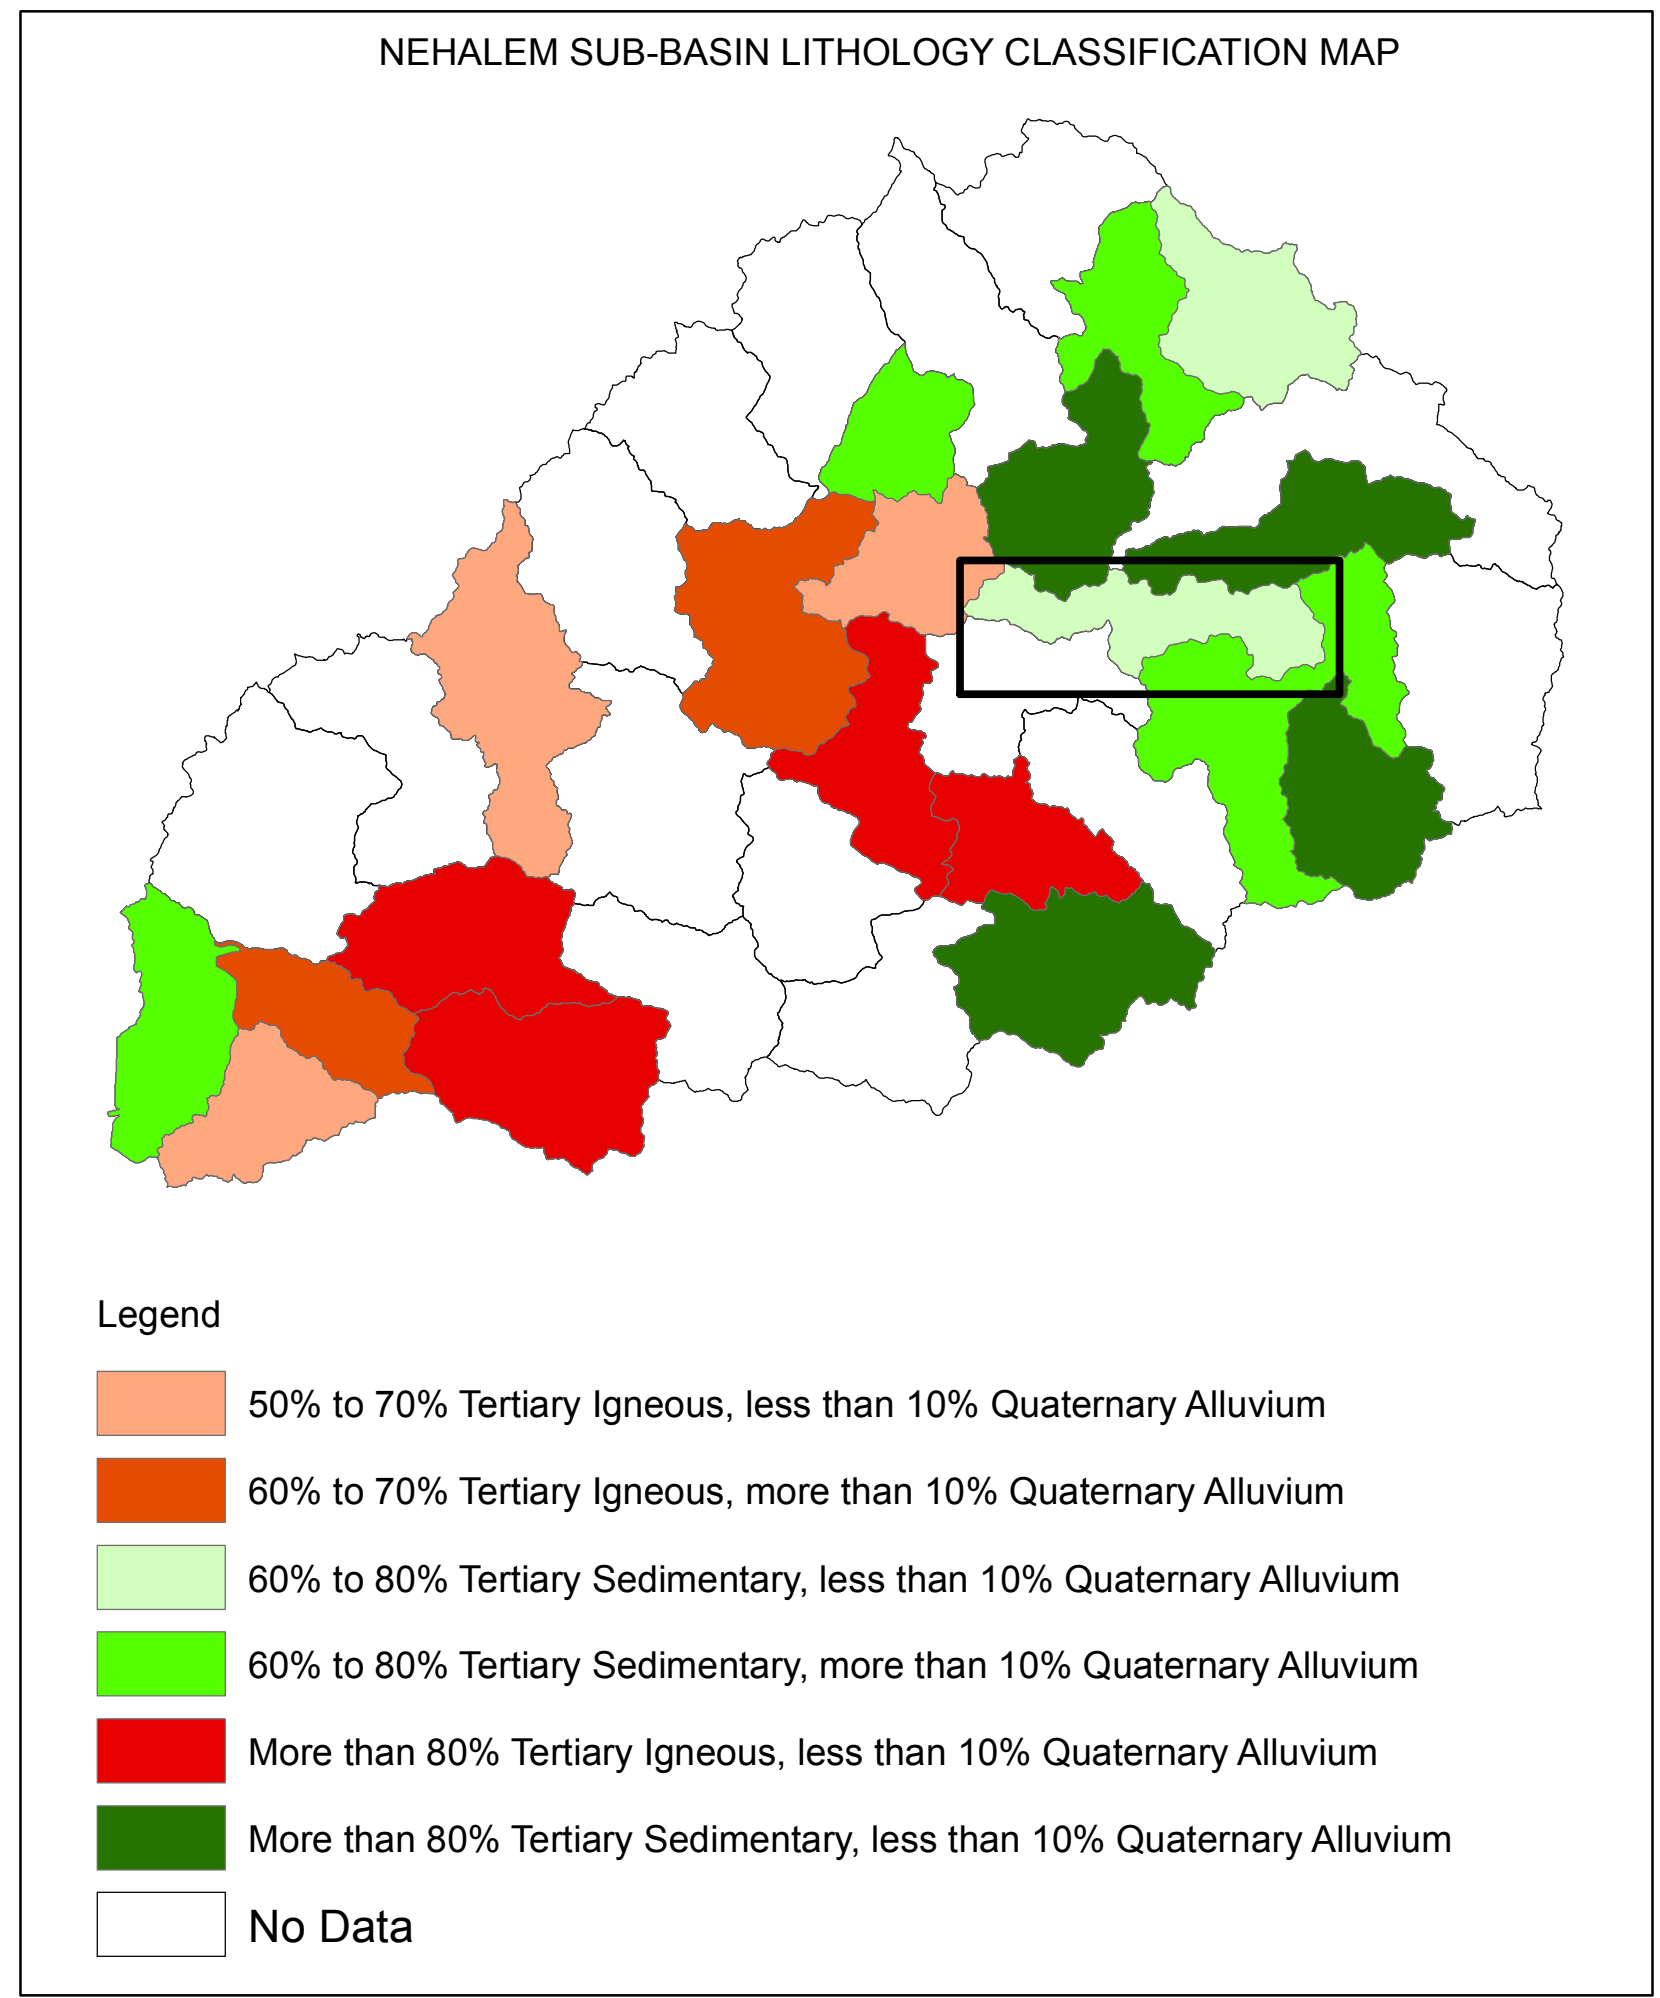 NEHALEM SUB-BASIN LITHOLOGY CLASSIFICATION MAP
Legend
50% to 70% Tertiary Igneous, less than 10% Quaternary Alluvium
60% to 70% Tertiary Igneous, more than 10% Quaternary Alluvium
60% to 80% Tertiary Sedimentary, less than 10% Quaternary Alluvium
60% to 80% Tertiary Sedimentary, more than 10% Quaternary Alluvium
More than 80% Tertiary Igneous, less than 10% Quaternary Alluvium
More than 80% Tertiary Sedimentary, less than 10% Quaternary Alluvium
No Data